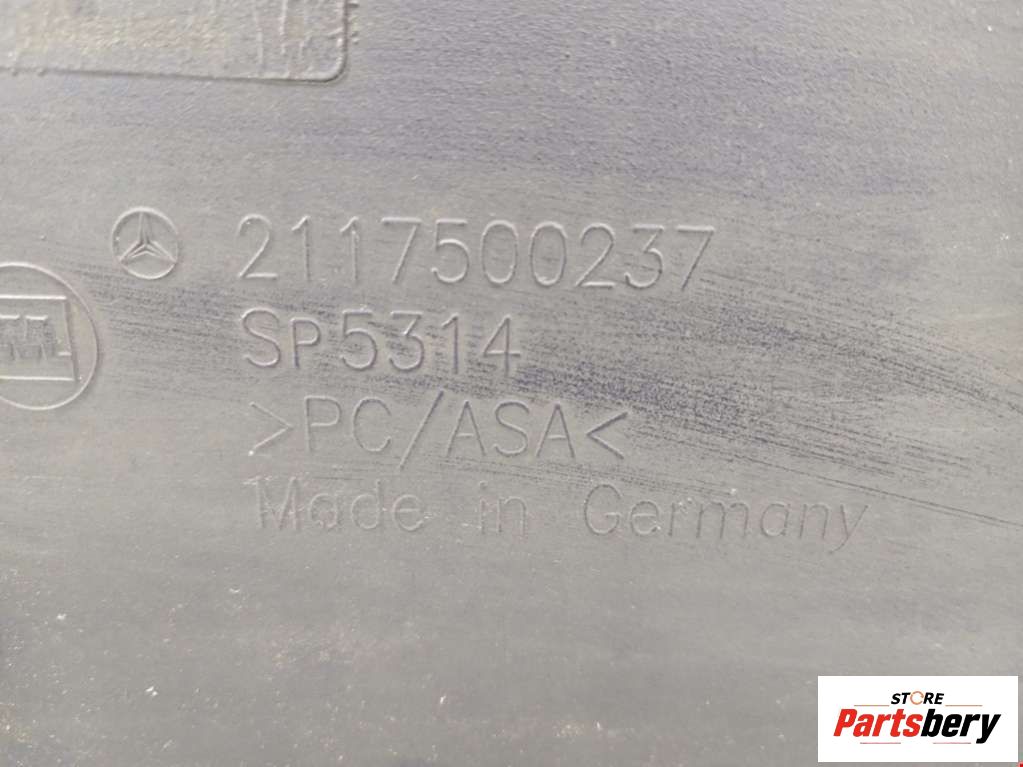 2117500237
SP5314
>PC/ASA<
Made in Germany
STORE
Partsbery